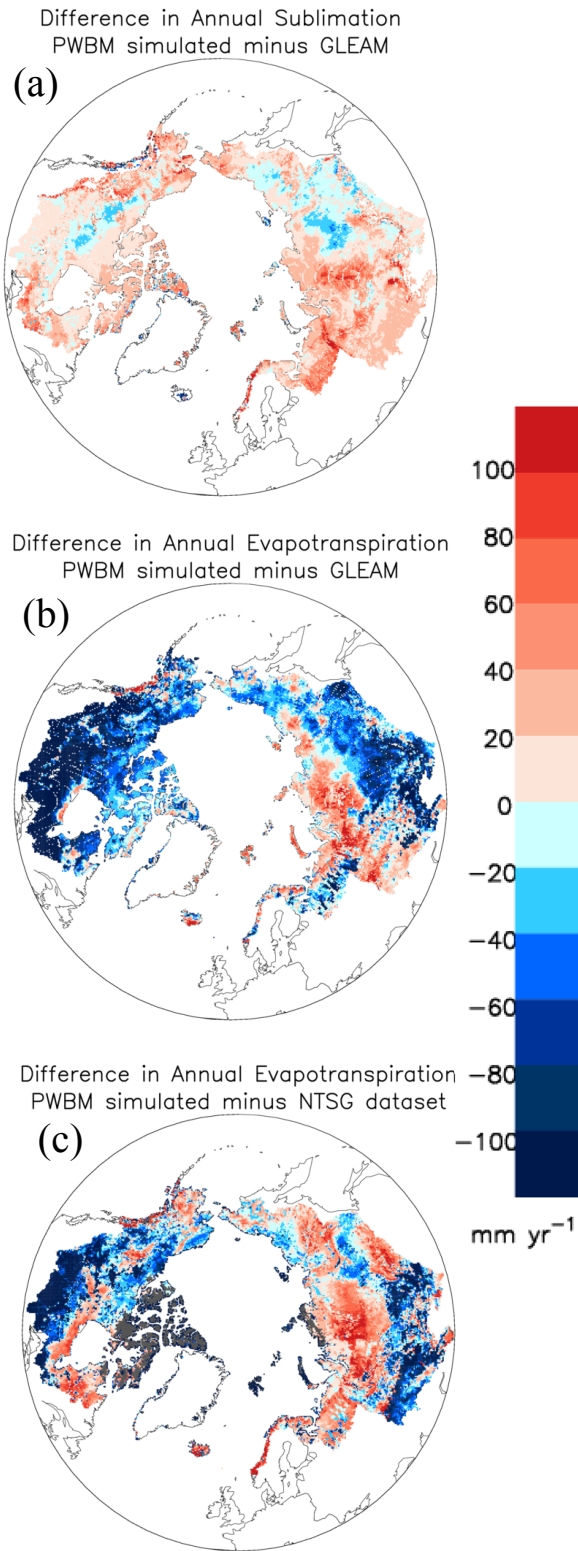 Difference in Annual Sublimation
PWBM simulated minus GLEAM
(a)
Difference in Annual Evapotranspiration
PWBM simulated minus GLEAM
(b)
Difference in Annual Evapotranspiration
PWBM simulated minus NTSG dataset
(c)
100
80
60
40
20
0
−20
−40
−60
−80
−100
mm yr⁻¹